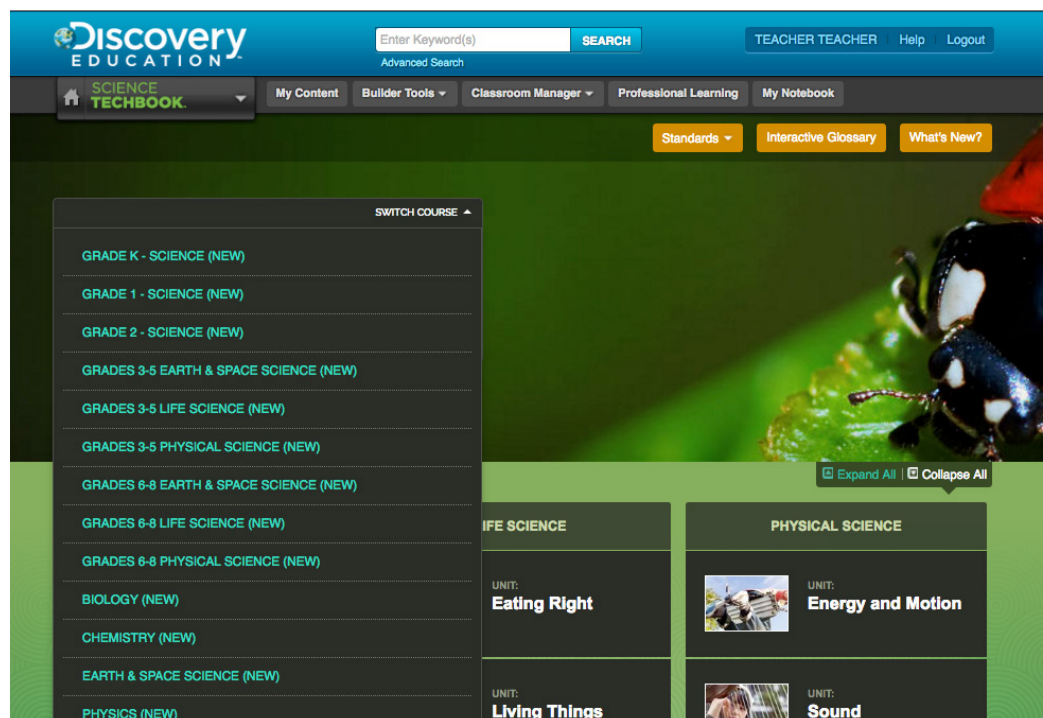 Discovery
EDUCATION™
Enter Keyword(s)
SEARCH
Advanced Search
TEACHER TEACHER
Help
Logout
SCIENCE
TECHBOOK.
My Content
Builder Tools
Classroom Manager
Professional Learning
My Notebook
Standards
Interactive Glossary
What's New?
SWITCH COURSE
GRADE K - SCIENCE (NEW)
GRADE 1 - SCIENCE (NEW)
GRADE 2 - SCIENCE (NEW)
GRADES 3-5 EARTH & SPACE SCIENCE (NEW)
GRADES 3-5 LIFE SCIENCE (NEW)
GRADES 3-5 PHYSICAL SCIENCE (NEW)
GRADES 6-8 EARTH & SPACE SCIENCE (NEW)
GRADES 6-8 LIFE SCIENCE (NEW)
GRADES 6-8 PHYSICAL SCIENCE (NEW)
BIOLOGY (NEW)
CHEMISTRY (NEW)
EARTH & SPACE SCIENCE (NEW)
PHYSICS (NEW)
Expand All | Collapse All
IFE SCIENCE
UNIT:
Eating Right
UNIT:
Living Things
PHYSICAL SCIENCE
UNIT:
Energy and Motion
UNIT:
Sound